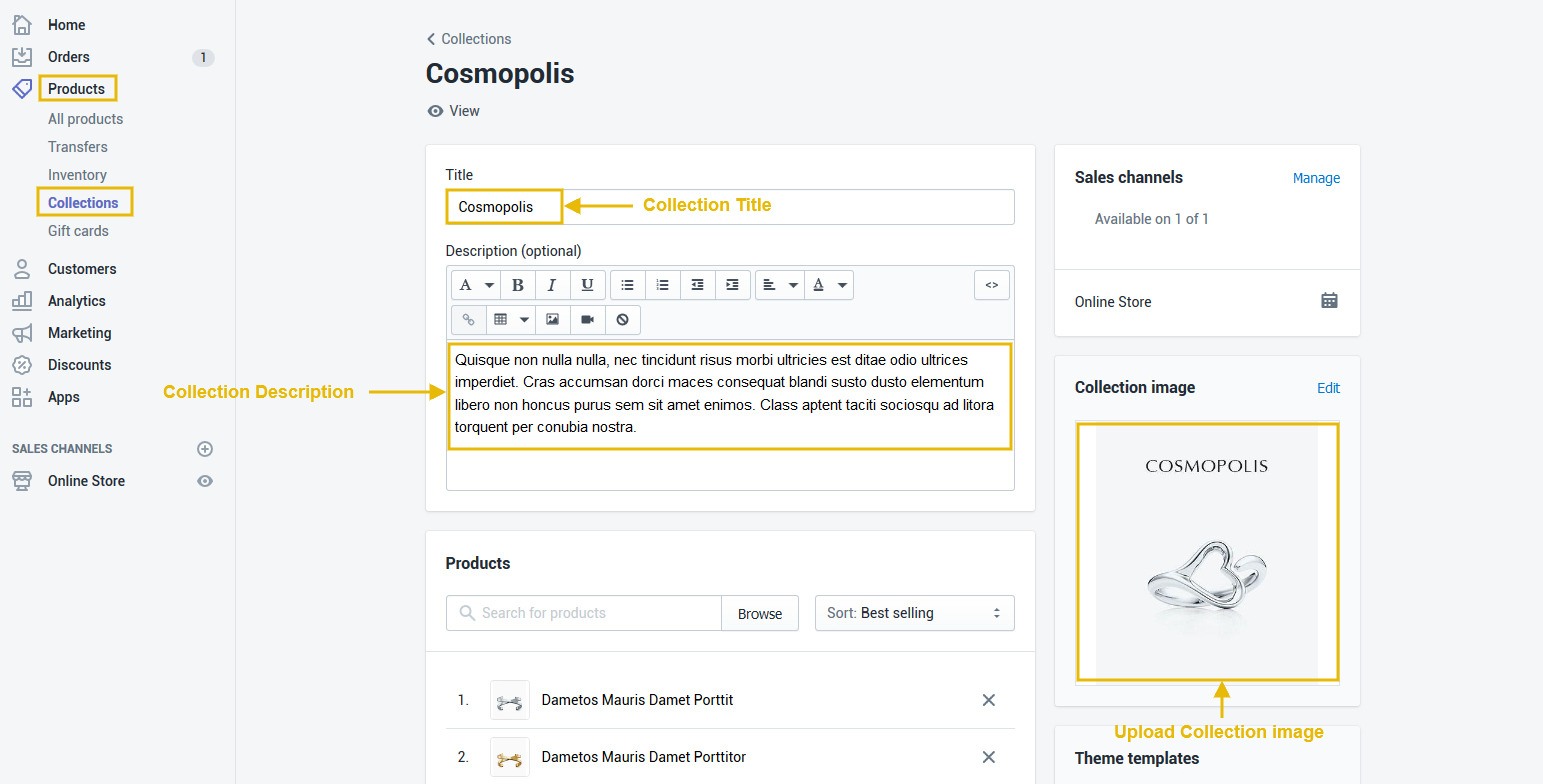 Home
Orders
1
Products
All products
Transfers
Inventory
Collections
Gift cards
Customers
Analytics
Marketing
Discounts
Apps
SALES CHANNELS
Online Store
Collections
Cosmopolis
View
Title
Cosmopolis
Collection Title
Description (optional)
A B I U A <>
Collection Description
Quisque non nulla nulla, nec tincidunt risus morbi ultricies est ditae odio ultrices
imperdiet. Cras accumsan dorci maces consequat blandi susto dusto elementum
libero non honcus purus sem sit amet enimos. Class aptent taciti sociosqu ad litora
torquent per conubia nostra.
Products
Search for products
Browse
Sort: Best selling
1. Dametos Mauris Damet Porttit
2. Dametos Mauris Damet Porttitor
Sales channels
Manage
Available on 1 of 1
Online Store
Collection image
Edit
COSMOPOLIS
Upload Collection image
Theme templates